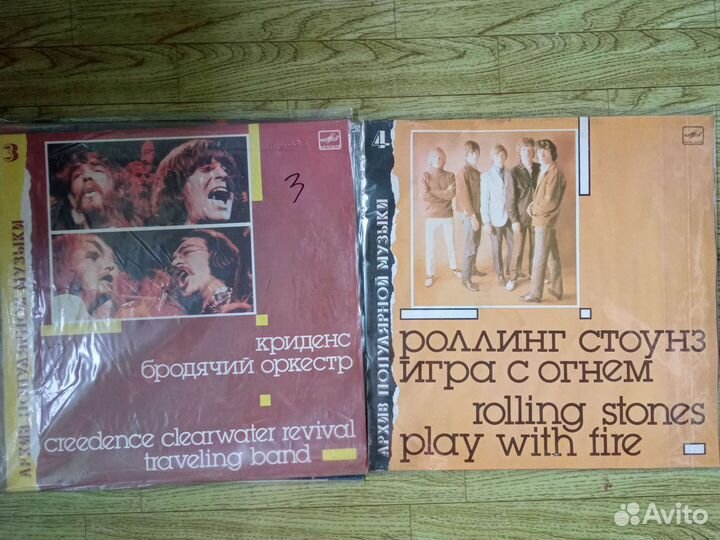 3
АРХИВ ПОПУЛЯРНОЙ МУЗЫКИ
3
криденс
бродячий оркестр
creedence clearwater revival
traveling band
4
АРХИВ ПОПУЛЯРНОЙ МУЗЫКИ
роллинг стоунз
игра с огнем
rolling stones
play with fire
Avito